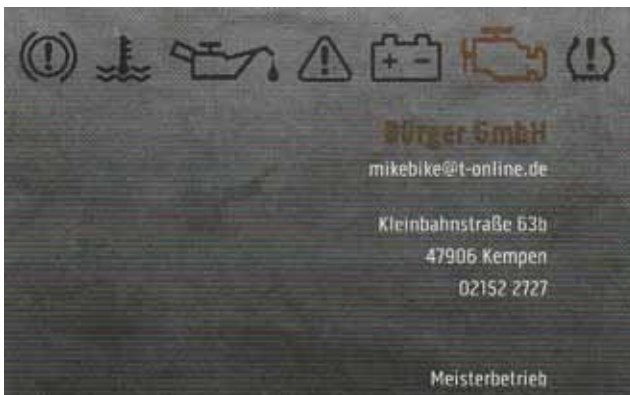 Bürger GmbH
mikebike@t-online.de
Kleinbahnstraße 63b
47906 Kempen
02152 2727
Meisterbetrieb